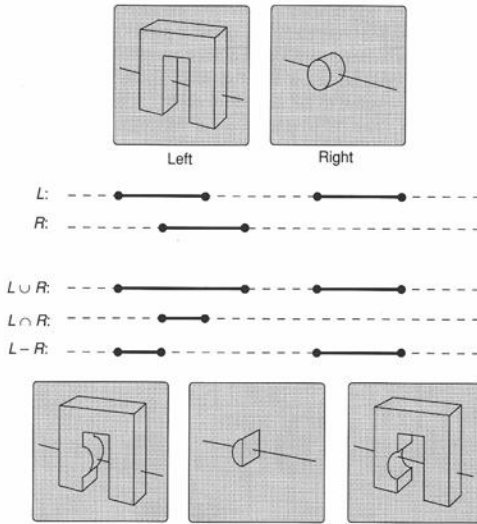 Left Right
L:
R:
L ∪ R:
L ∩ R:
L – R: